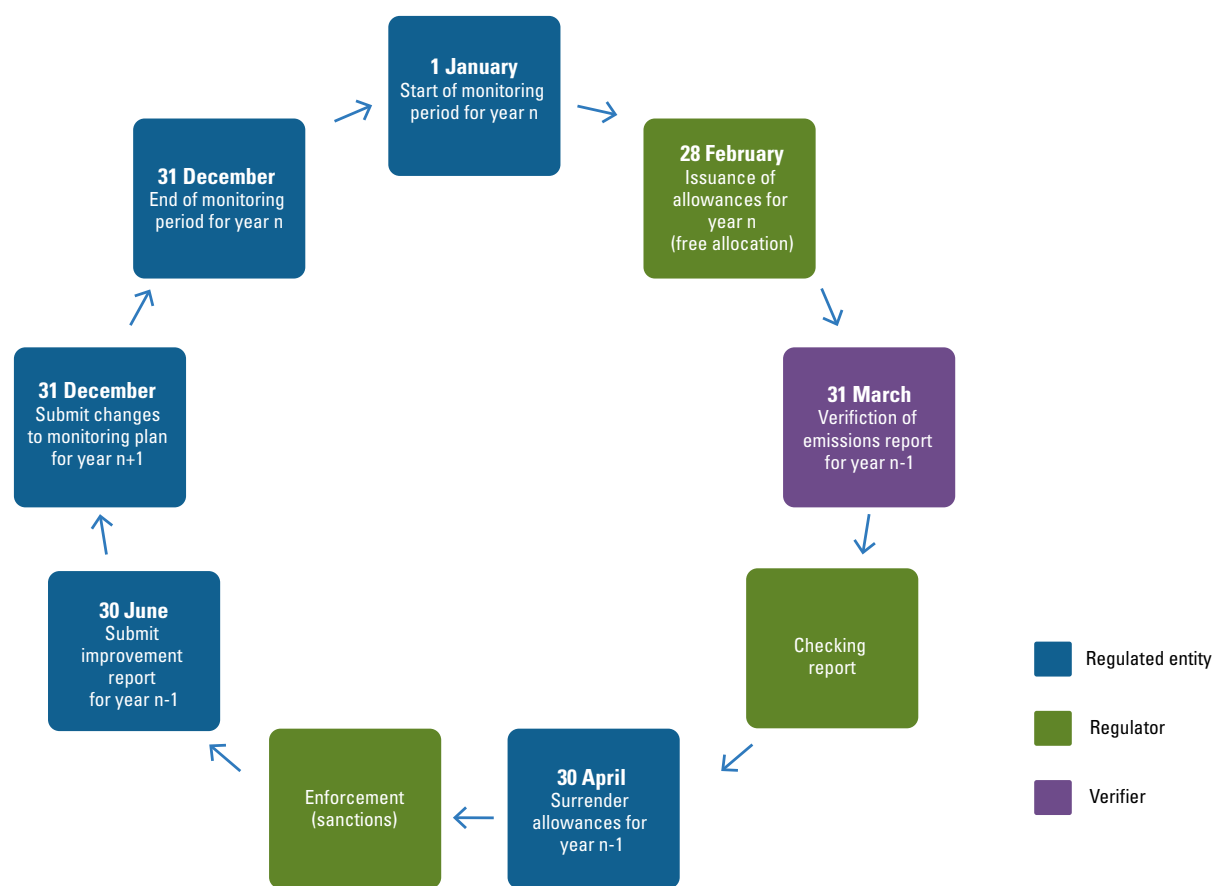 1 January
Start of monitoring
period for year n
28 February
Issuance of
allowances for
year n
(free allocation)
31 March
Verifiction of
emissions report
for year n-1
Checking
report
30 April
Surrender
allowances for
year n-1
Enforcement
(sanctions)
30 June
Submit
improvement
report
for year n-1
31 December
Submit changes
to monitoring plan
for year n+1
31 December
End of monitoring
period for year n
Regulated entity
Regulator
Verifier